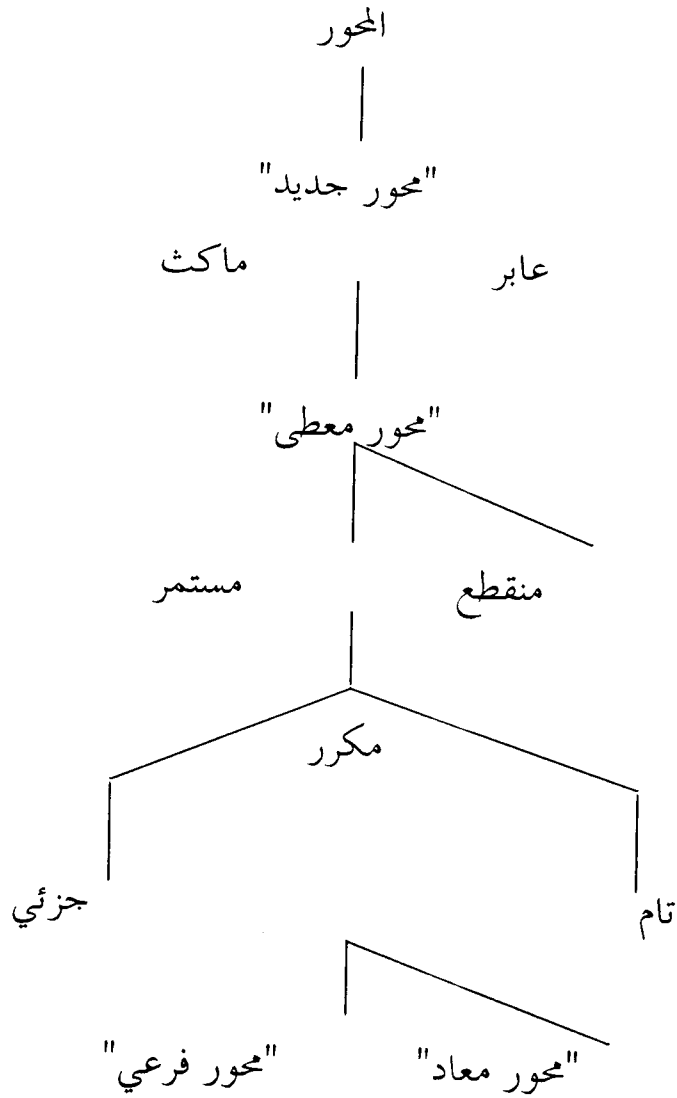 المحور
"محور جديد"
عابر ماكث
"محور معطى"
منقطع مستمر
مكرر
تام جزئي
"محور معاد" "محور فرعي"